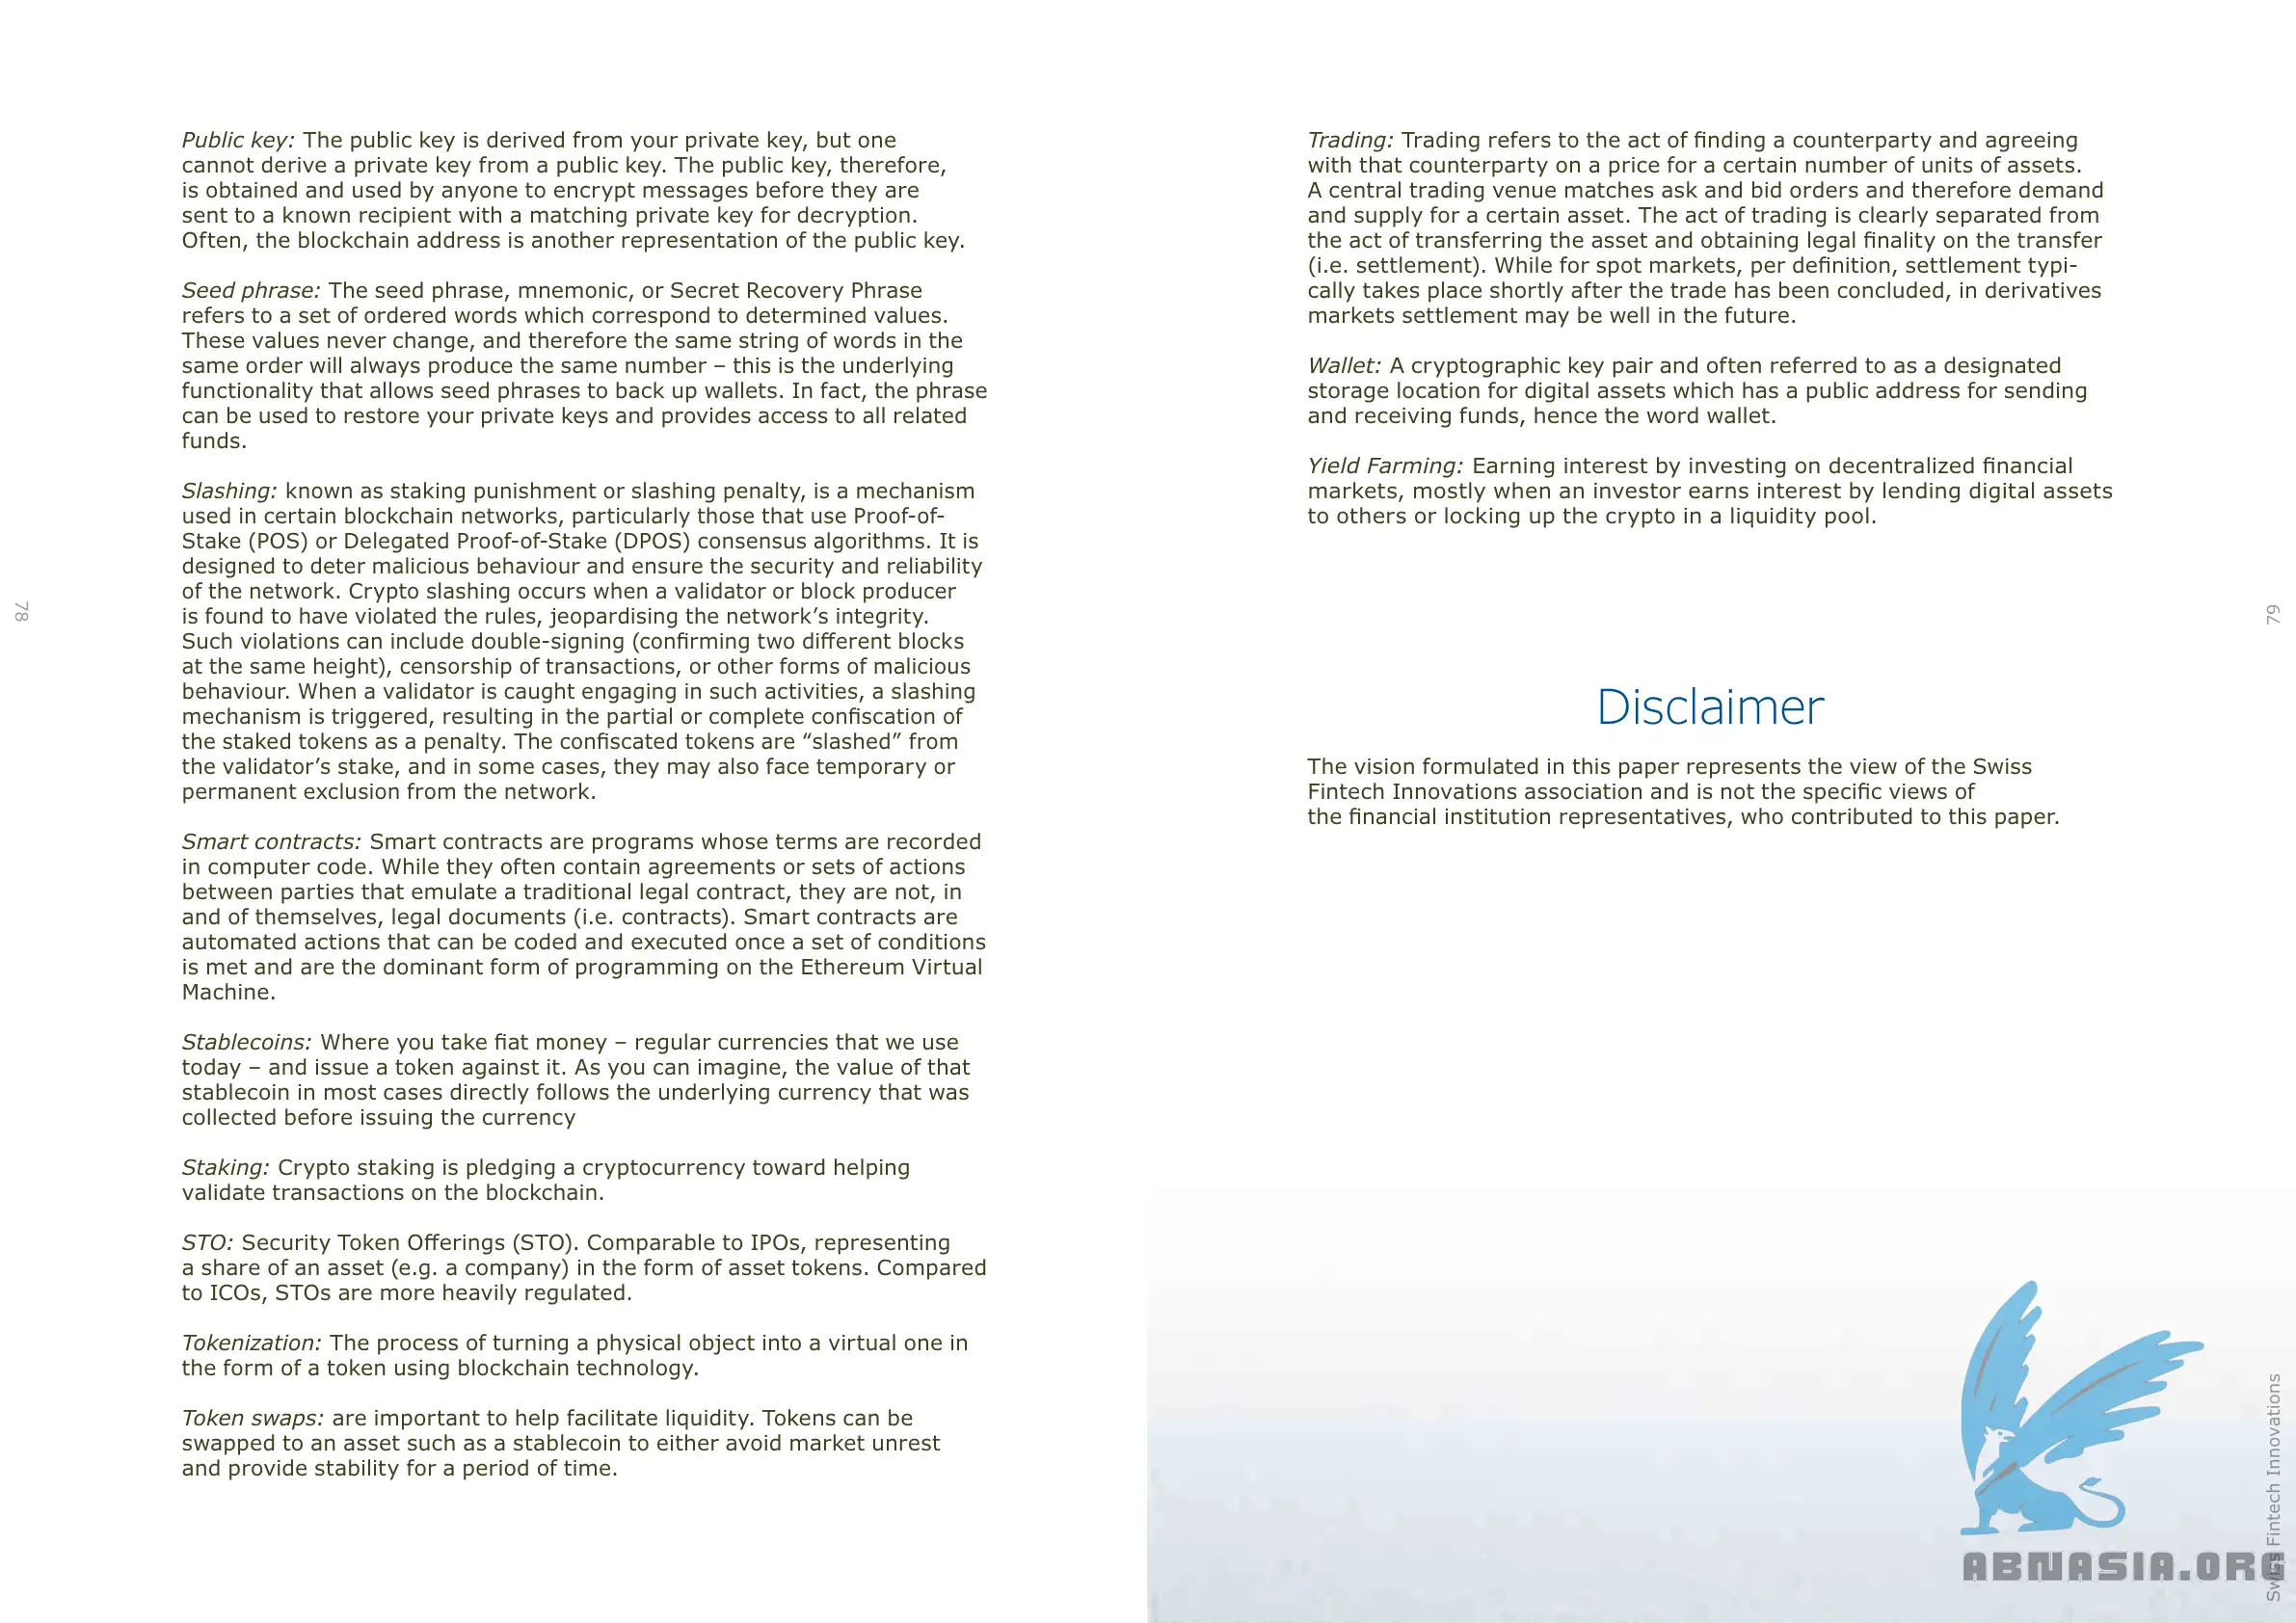 Public key: The public key is derived from your private key, but one
cannot derive a private key from a public key. The public key, therefore,
is obtained and used by anyone to encrypt messages before they are
sent to a known recipient with a matching private key for decryption.
Often, the blockchain address is another representation of the public key.
Seed phrase: The seed phrase, mnemonic, or Secret Recovery Phrase
refers to a set of ordered words which correspond to determined values.
These values never change, and therefore the same string of words in the
same order will always produce the same number – this is the underlying
functionality that allows seed phrases to back up wallets. In fact, the phrase
can be used to restore your private keys and provides access to all related
funds.
Slashing: known as staking punishment or slashing penalty, is a mechanism
used in certain blockchain networks, particularly those that use Proof-of-
Stake (POS) or Delegated Proof-of-Stake (DPOS) consensus algorithms. It is
designed to deter malicious behaviour and ensure the security and reliability
of the network. Crypto slashing occurs when a validator or block producer
is found to have violated the rules, jeopardising the network’s integrity.
Such violations can include double-signing (confirming two different blocks
at the same height), censorship of transactions, or other forms of malicious
behaviour. When a validator is caught engaging in such activities, a slashing
mechanism is triggered, resulting in the partial or complete confiscation of
the staked tokens as a penalty. The confiscated tokens are “slashed” from
the validator’s stake, and in some cases, they may also face temporary or
permanent exclusion from the network.
Smart contracts: Smart contracts are programs whose terms are recorded
in computer code. While they often contain agreements or sets of actions
between parties that emulate a traditional legal contract, they are not, in
and of themselves, legal documents (i.e. contracts). Smart contracts are
automated actions that can be coded and executed once a set of conditions
is met and are the dominant form of programming on the Ethereum Virtual
Machine.
Stablecoins: Where you take fiat money – regular currencies that we use
today – and issue a token against it. As you can imagine, the value of that
stablecoin in most cases directly follows the underlying currency that was
collected before issuing the currency
Staking: Crypto staking is pledging a cryptocurrency toward helping
validate transactions on the blockchain.
STO: Security Token Offerings (STO). Comparable to IPOs, representing
a share of an asset (e.g. a company) in the form of asset tokens. Compared
to ICOs, STOs are more heavily regulated.
Tokenization: The process of turning a physical object into a virtual one in
the form of a token using blockchain technology.
Token swaps: are important to help facilitate liquidity. Tokens can be
swapped to an asset such as a stablecoin to either avoid market unrest
and provide stability for a period of time.
78
Trading: Trading refers to the act of finding a counterparty and agreeing
with that counterparty on a price for a certain number of units of assets.
A central trading venue matches ask and bid orders and therefore demand
and supply for a certain asset. The act of trading is clearly separated from
the act of transferring the asset and obtaining legal finality on the transfer
(i.e. settlement). While for spot markets, per definition, settlement typi-
cally takes place shortly after the trade has been concluded, in derivatives
markets settlement may be well in the future.
Wallet: A cryptographic key pair and often referred to as a designated
storage location for digital assets which has a public address for sending
and receiving funds, hence the word wallet.
Yield Farming: Earning interest by investing on decentralized financial
markets, mostly when an investor earns interest by lending digital assets
to others or locking up the crypto in a liquidity pool.
Disclaimer
The vision formulated in this paper represents the view of the Swiss
Fintech Innovations association and is not the specific views of
the financial institution representatives, who contributed to this paper.
79
Swiss Fintech Innovations
ABNASIA.ORG